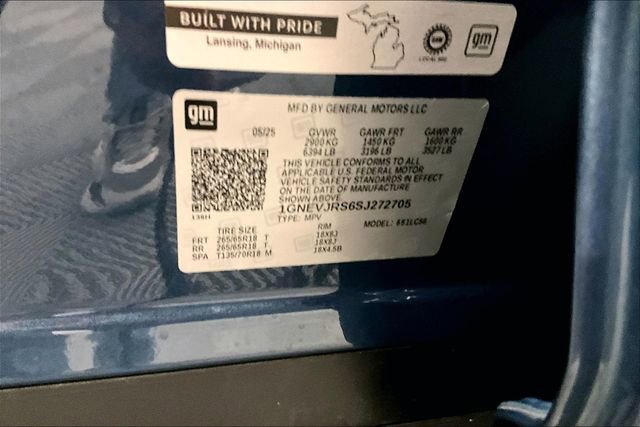 BUILT WITH PRIDE
Lansing, Michigan
LOCAL 602
gm
gm
MFD BY GENERAL MOTORS LLC
05/25 GVWR GAWR FRT GAWR RR
2900 KG 1450 KG 1600 KG
6394 LB 3196 LB 3527 LB
THIS VEHICLE CONFORMS TO ALL
APPLICABLE U.S. FEDERAL MOTOR
VEHICLE SAFETY STANDARDS IN EFFECT
ON THE DATE OF MANUFACTURE
SHOWN ABOVE
1GNEVJRS6SJ272705
TYPE: MPV MODEL:
TIRE SIZE RIM
FRT 265/65R18 T 18X8J
RR 265/65R18 T 18X8J
SPA T135/70R18 M 18X4.5B